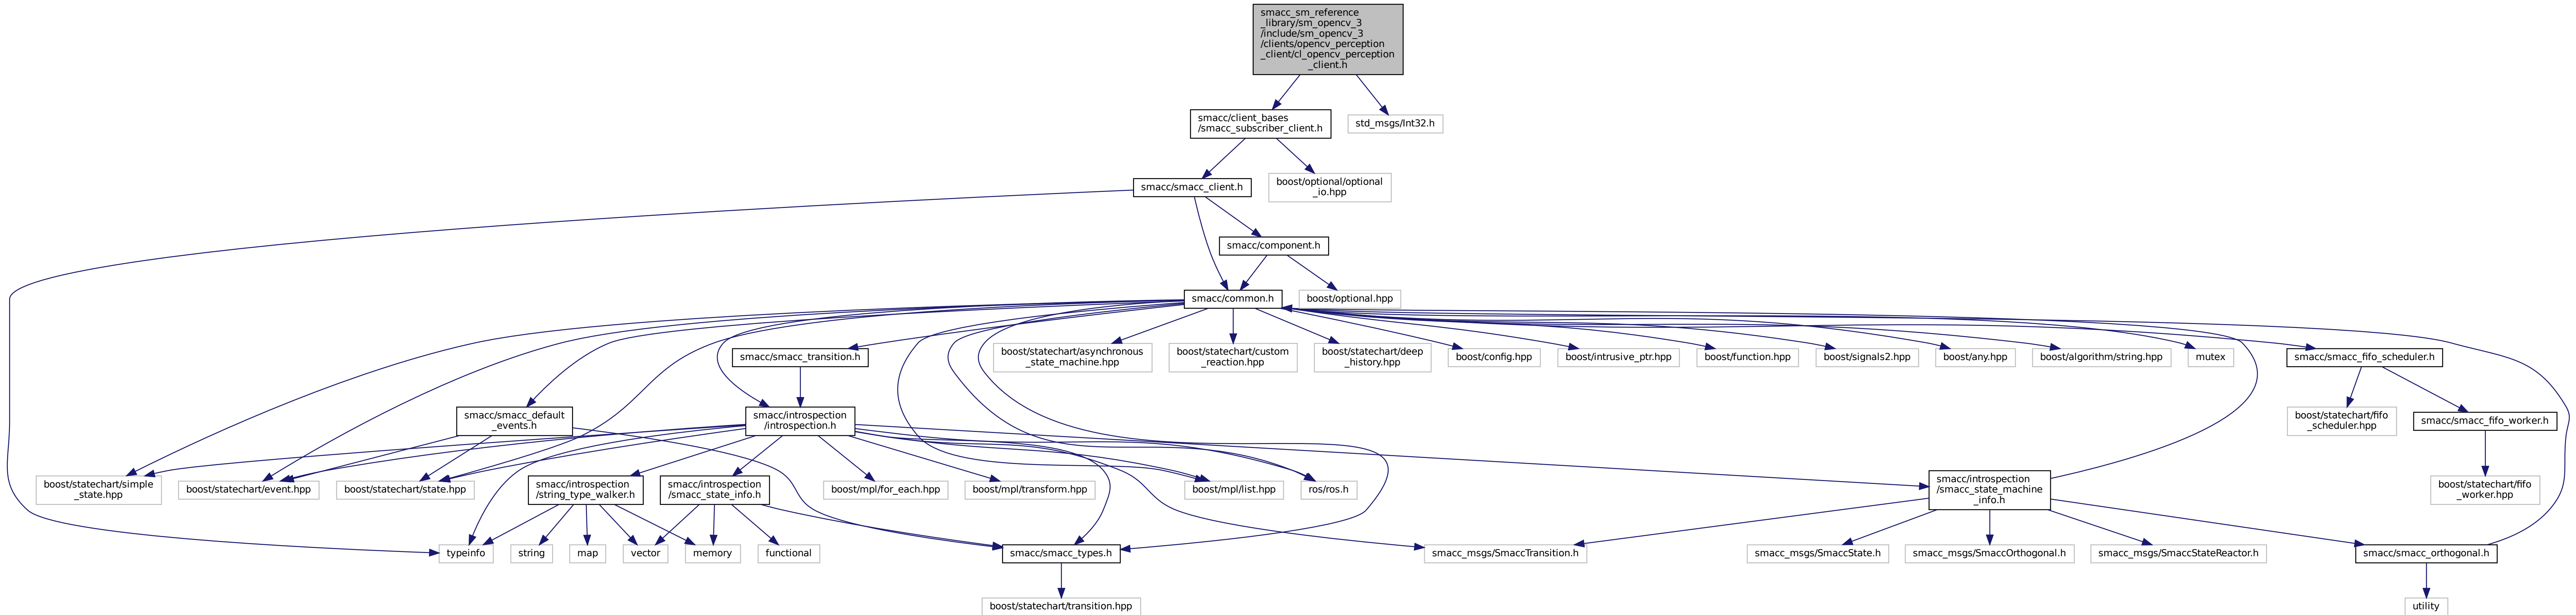 smacc_sm_reference
_library/sm_opencv_3
/include/sm_opencv_3
/clients/opencv_perception
_client/cl_opencv_perception
_client.h
smacc/client_bases
/smacc_subscriber_client.h
std_msgs/Int32.h
smacc/smacc_client.h
boost/optional/optional
_io.hpp
smacc/component.h
smacc/common.h
boost/optional.hpp
smacc/smacc_transition.h
boost/statechart/asynchronous
_state_machine.hpp
boost/statechart/custom
_reaction.hpp
boost/statechart/deep
_history.hpp
boost/config.hpp
boost/intrusive_ptr.hpp
boost/function.hpp
boost/signals2.hpp
boost/any.hpp
boost/algorithm/string.hpp
mutex
smacc/smacc_fifo_scheduler.h
smacc/smacc_default
_events.h
smacc/introspection
/introspection.h
boost/statechart/fifo
_scheduler.hpp
smacc/smacc_fifo_worker.h
boost/statechart/simple
_state.hpp
boost/statechart/event.hpp
boost/statechart/state.hpp
smacc/introspection
/string_type_walker.h
smacc/introspection
/smacc_state_info.h
boost/mpl/for_each.hpp
boost/mpl/transform.hpp
boost/mpl/list.hpp
ros/ros.h
smacc/introspection
/smacc_state_machine
_info.h
boost/statechart/fifo
_worker.hpp
typeinfo
string
map
vector
memory
functional
smacc/smacc_types.h
smacc_msgs/SmaccTransition.h
smacc_msgs/SmaccState.h
smacc_msgs/SmaccOrthogonal.h
smacc_msgs/SmaccStateReactor.h
smacc/smacc_orthogonal.h
boost/statechart/transition.hpp
utility